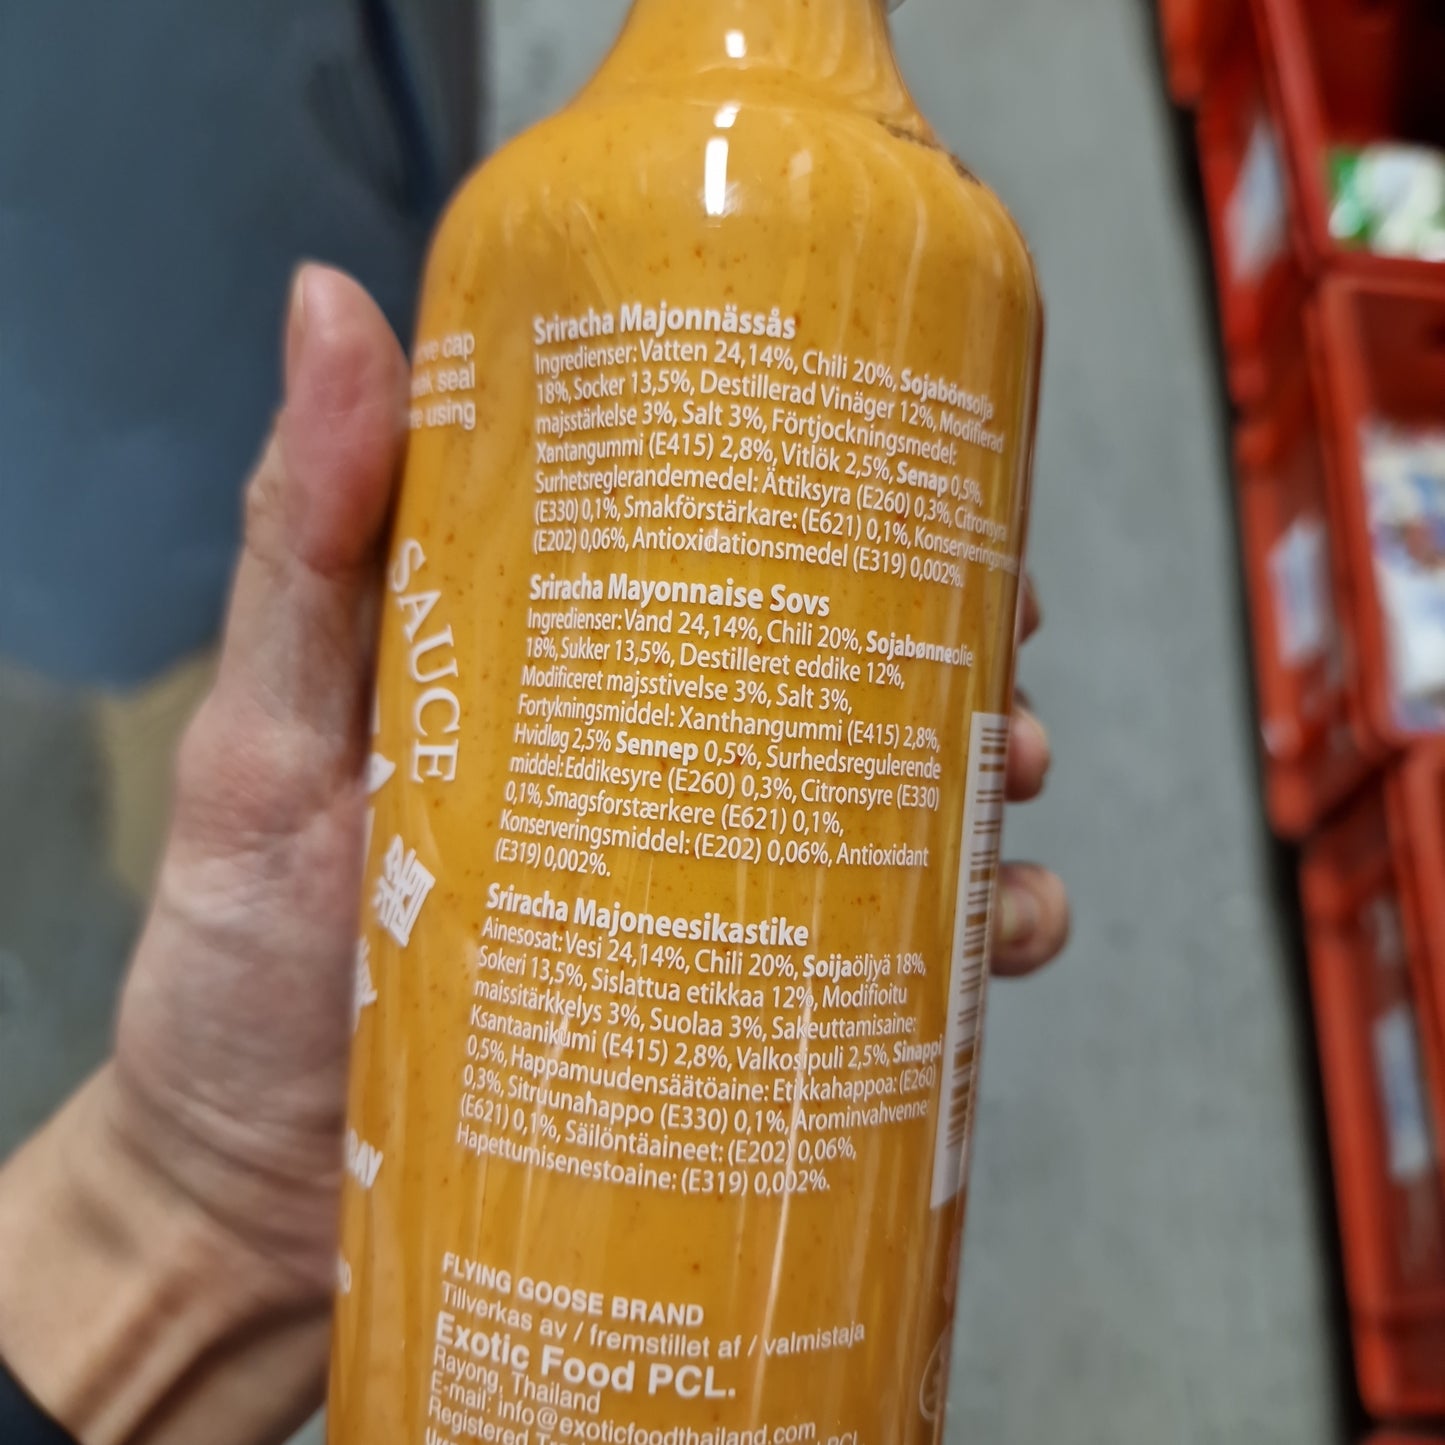 ve cap
ak seal
e using
SAUCE
Sriracha Majonnässås
Ingredienser: Vatten 24,14%, Chili 20%, Sojabönsolja
18%, Socker 13,5%, Destillerad Vinäger 12%, Modifierad
majsstärkelse 3%, Salt 3%, Förtjockningsmedel:
Xantangummi (E415) 2,8%, Vitlök 2,5%, Senap 0,5%,
Surhetsreglerandemedel: Ättiksyra (E260) 0,3%, Citronsyra
(E330) 0,1%, Smakförstärkare: (E621) 0,1%, Konserveringsm
(E202) 0,06%, Antioxidationsmedel (E319) 0,002%.
Sriracha Mayonnaise Sovs
Ingredienser: Vand 24,14%, Chili 20%, Sojabønneolie
18%, Sukker 13,5%, Destilleret eddike 12%,
Modificeret majsstivelse 3%, Salt 3%,
Fortykningsmiddel: Xanthangummi (E415) 2,8%,
Hvidløg 2,5% Sennep 0,5%, Surhedsregulerende
middel: Eddikesyre (E260) 0,3%, Citronsyre (E330)
0,1%, Smagsforstærkere (E621) 0,1%,
Konserveringsmiddel: (E202) 0,06%, Antioxidant
(E319) 0,002%.
Sriracha Majoneesikastike
Ainesosat: Vesi 24,14%, Chili 20%, Soijaöljyä 18%,
Sokeri 13,5%, Sislattua etikkaa 12%, Modifioitu
maissitärkkelys 3%, Suolaa 3%, Sakeuttamisaine:
Ksantaanikumi (E415) 2,8%, Valkosipuli 2,5%, Sinappi
0,5%, Happamuudensäätöaine: Etikkahappoa: (E260)
0,3%, Sitruunahappo (E330) 0,1%, Arominvahvenne
(E621) 0,1%, Säilöntäaineet: (E202) 0,06%,
Hapettumisenestoaine: (E319) 0,002%.
FLYING GOOSE BRAND
Tillverkas av / fremstillet af / valmistaja
Exotic Food PCL.
Rayong, Thailand
E-mail: info@exoticfoodthailand.com
Registered